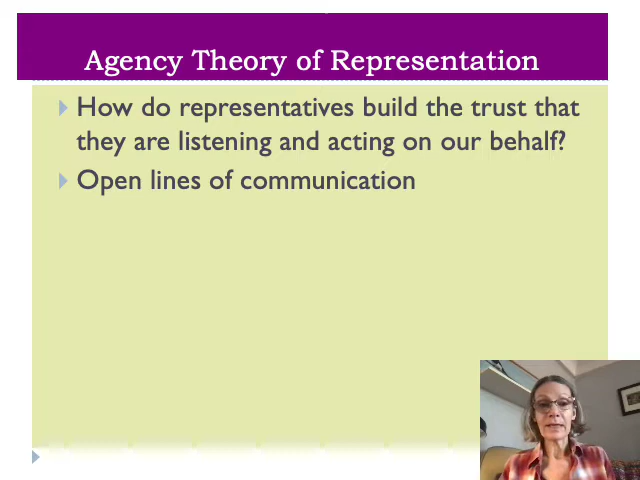 Agency Theory of Representation
How do representatives build the trust that
they are listening and acting on our behalf?
Open lines of communication